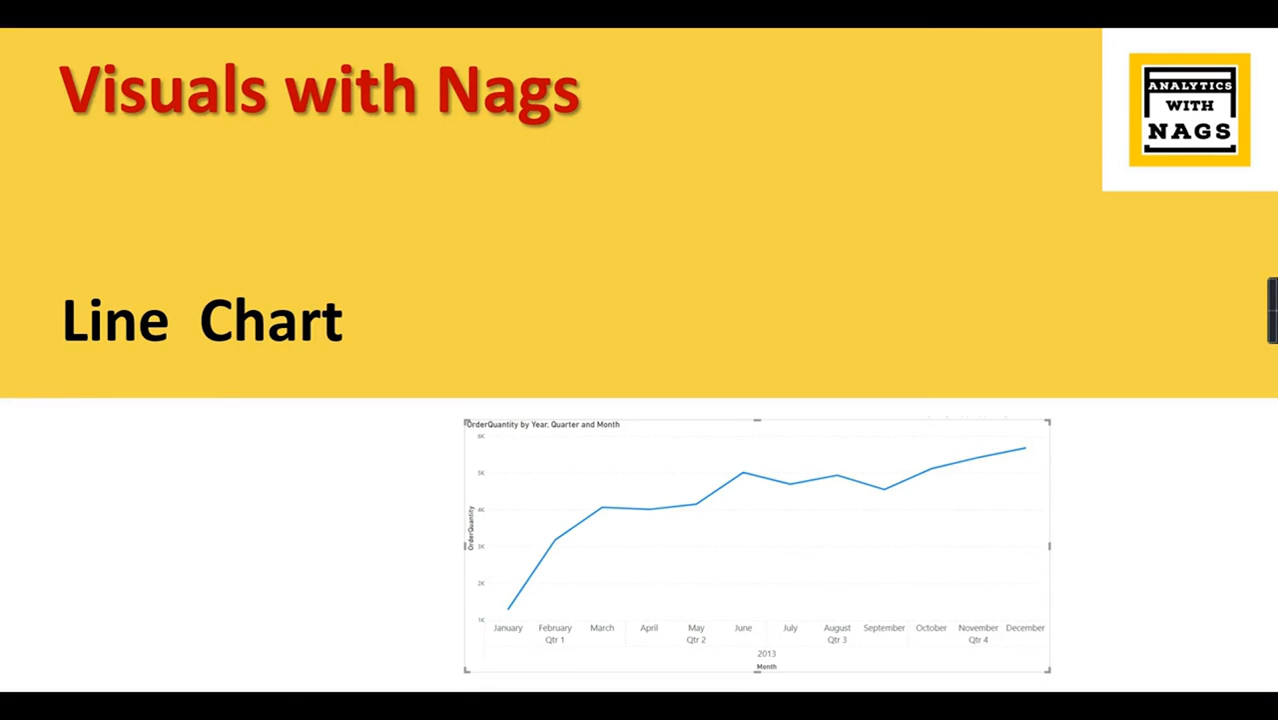 Visuals with Nags
ANALYTICS
WITH
NAGS
Line Chart
OrderQuantity by Year, Quarter and Month
6K
5K
4K
3K
2K
1K
OrderQuantity
January February March April May June July August September October November December
Qtr 1 Qtr 2 Qtr 3 Qtr 4
2013
Month